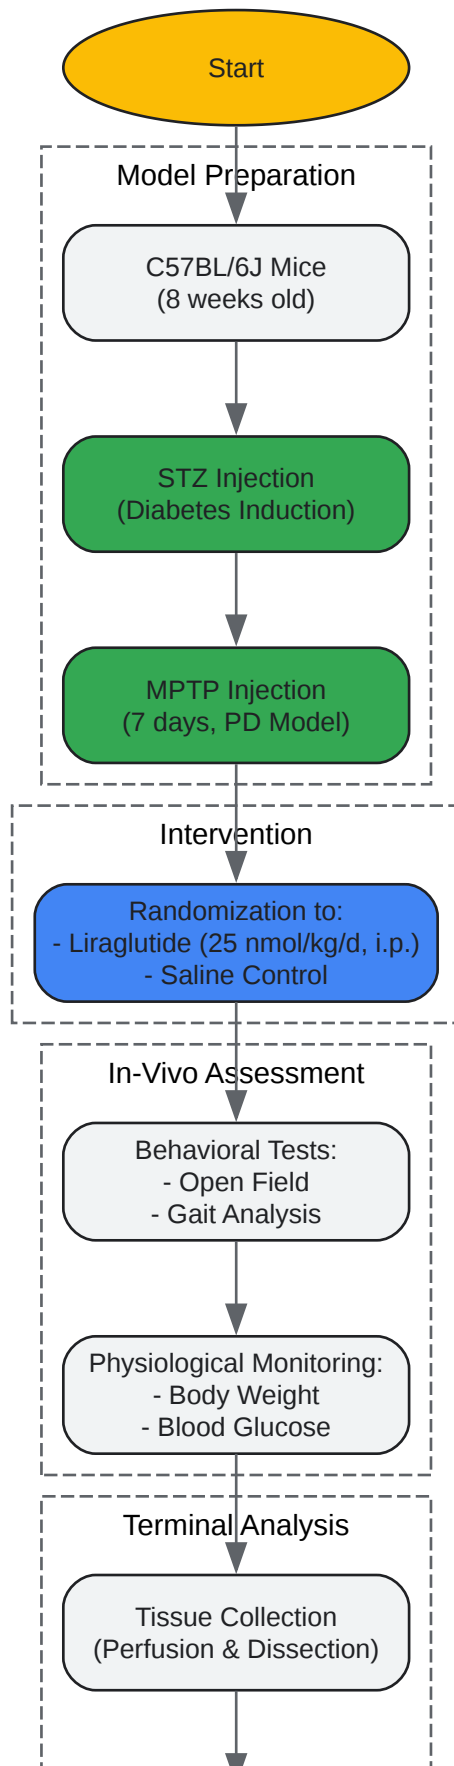 Start
Model Preparation
C57BL/6J Mice
(8 weeks old)
STZ Injection
(Diabetes Induction)
MPTP Injection
(7 days, PD Model)
Intervention
Randomization to:
- Liraglutide (25 nmol/kg/d, i.p.)
- Saline Control
In-Vivo Assessment
Behavioral Tests:
- Open Field
- Gait Analysis
Physiological Monitoring:
- Body Weight
- Blood Glucose
Terminal Analysis
Tissue Collection
(Perfusion & Dissection)